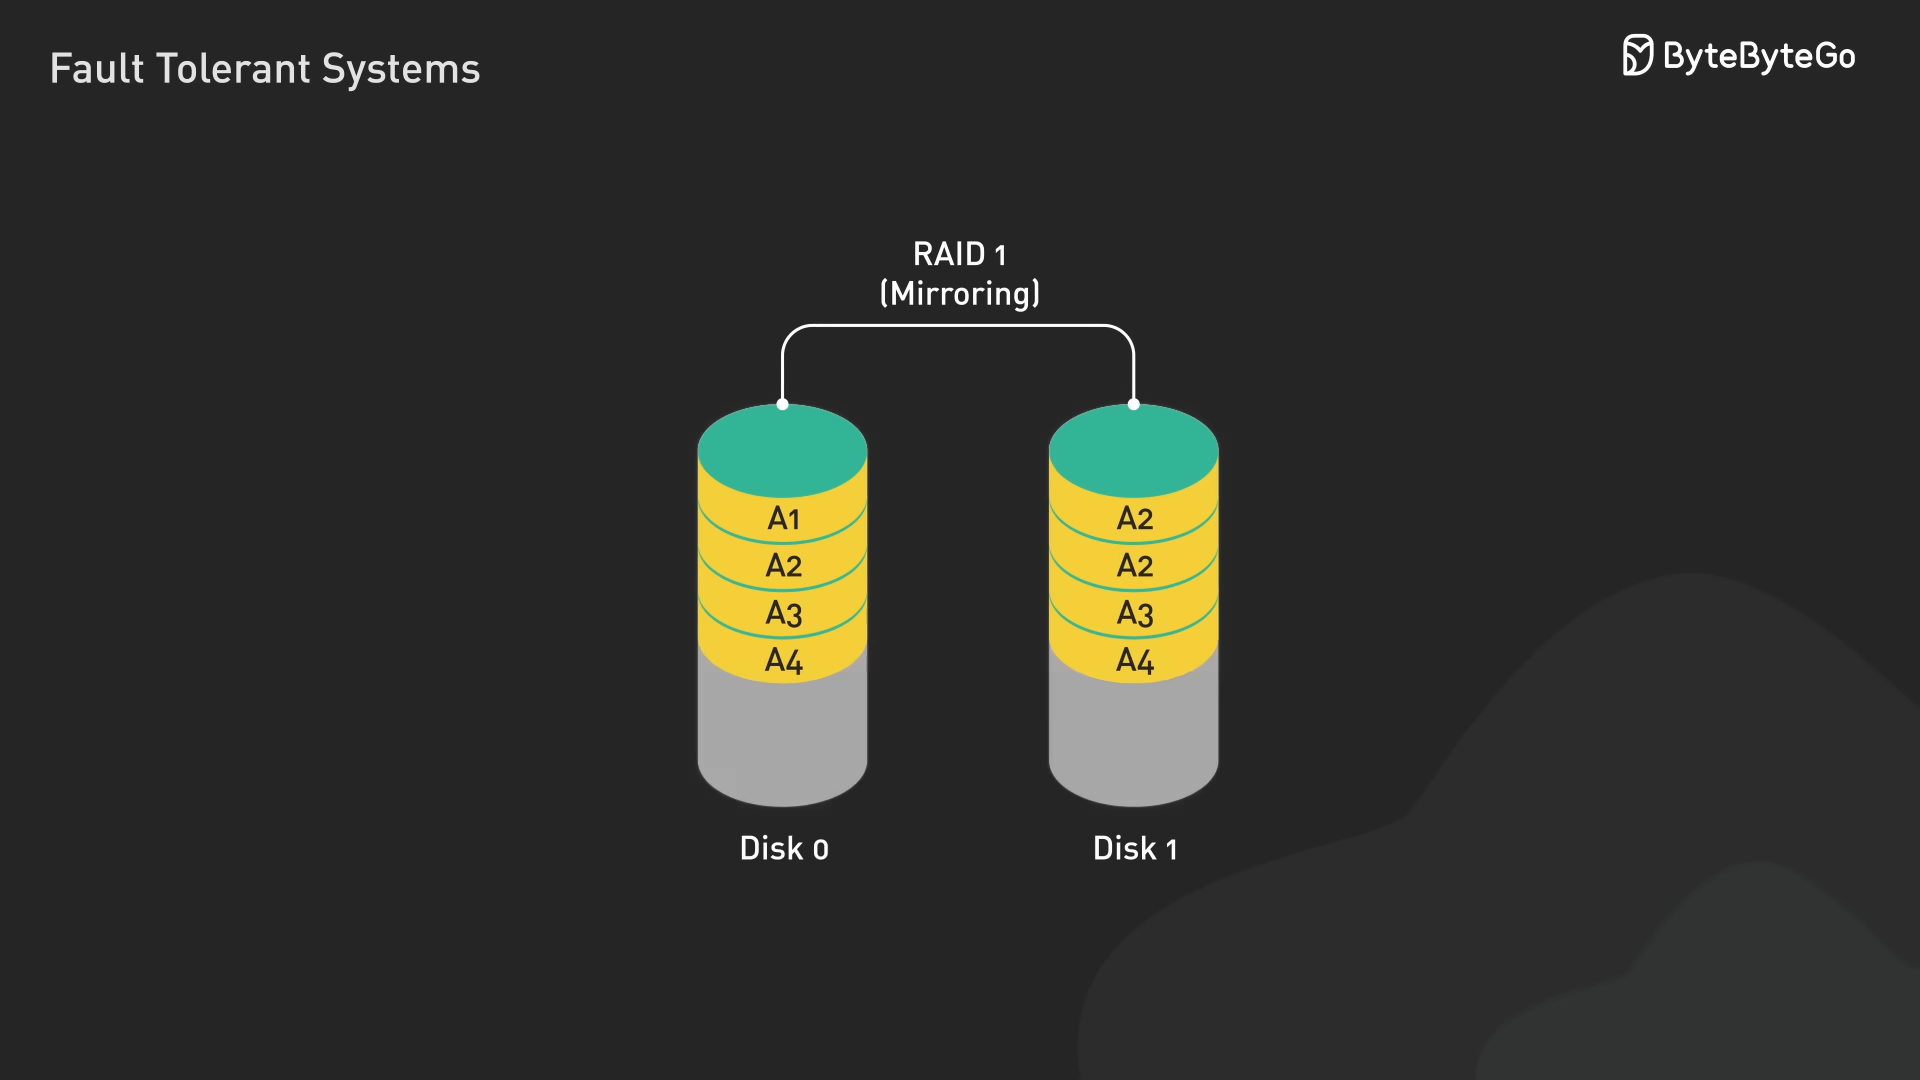 Fault Tolerant Systems
ByteByteGo
RAID 1
(Mirroring)
A1
A2
A3
A4
A2
A2
A3
A4
Disk 0
Disk 1